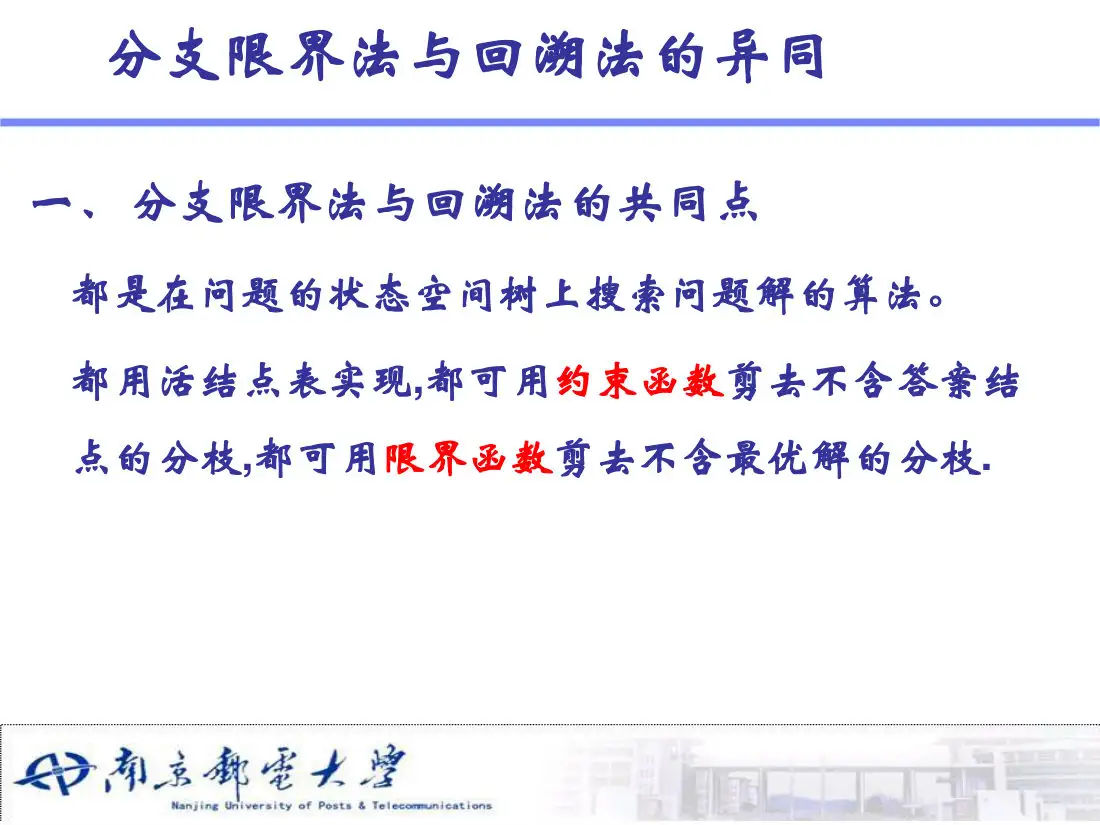 分支限界法与回溯法的异同
一、分支限界法与回溯法的共同点
都是在问题的状态空间树上搜索问题解的算法。
都用活结点表实现,都可用约束函数剪去不含答案结
点的分枝,都可用限界函数剪去不含最优解的分枝.
南京郵電大學
Nanjing University of Posts & Telecommunications